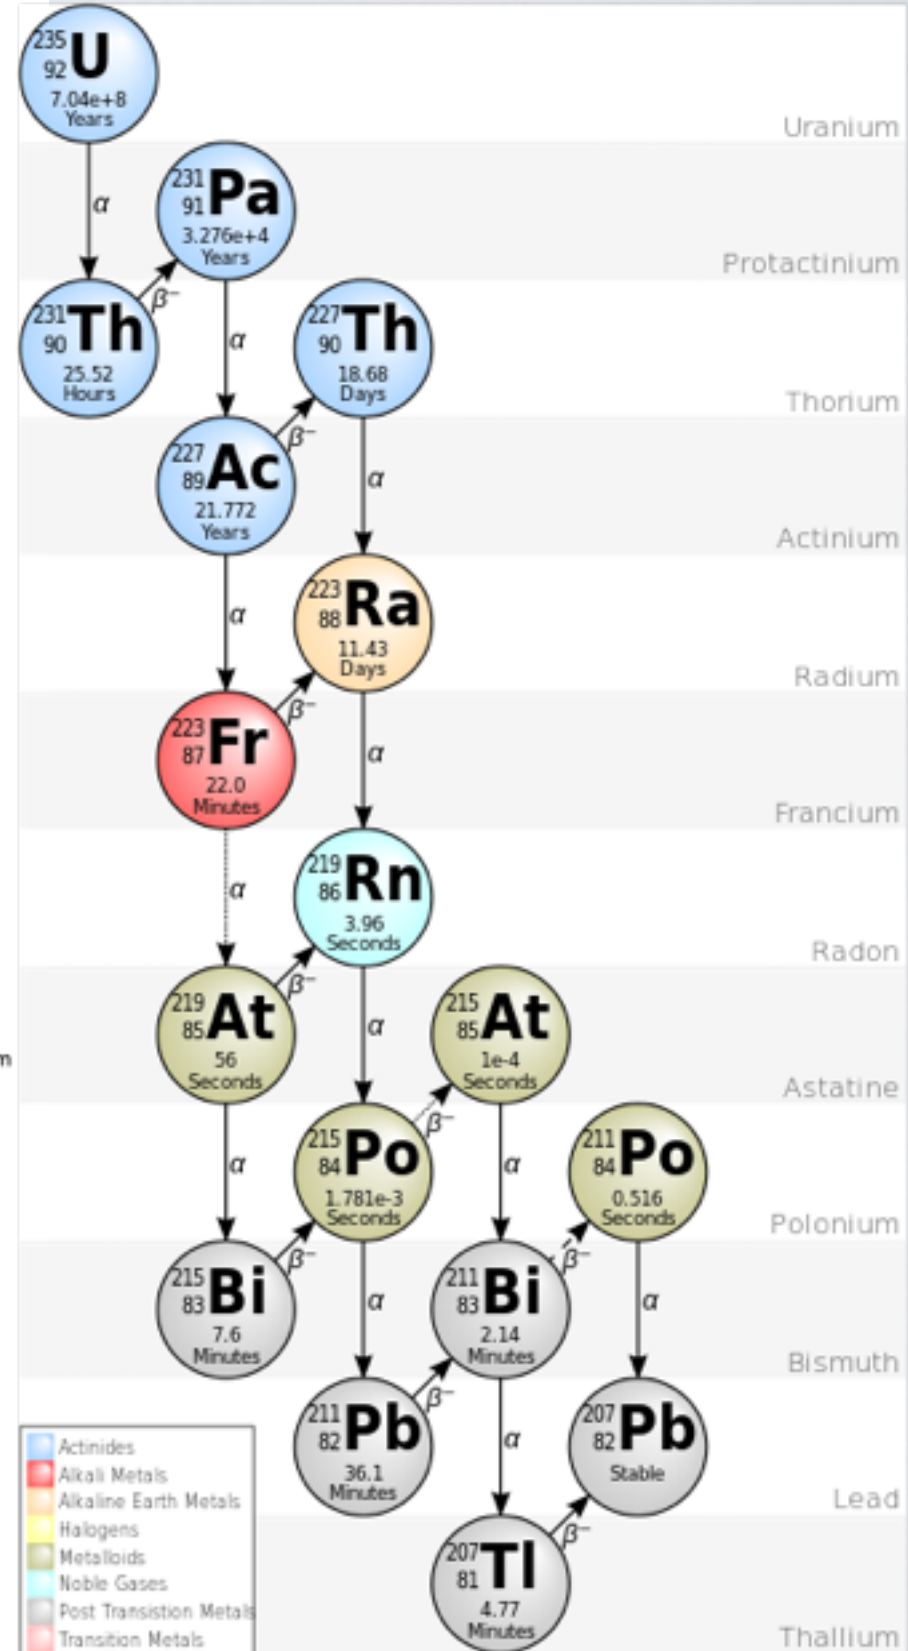 235
92 U
7.04e+8
Years
Uranium
α
231
91 Pa
3.276e+4
Years
Protactinium
β⁻
231
90 Th
25.52
Hours
α
227
90 Th
18.68
Days
Thorium
β⁻
227
89 Ac
21.772
Years
α
Actinium
α
223
88 Ra
11.43
Days
Radium
β⁻
223
87 Fr
22.0
Minutes
α
Francium
α
219
86 Rn
3.96
Seconds
Radon
β⁻
219
85 At
56
Seconds
α
215
85 At
1e-4
Seconds
m
Astatine
β⁻
α
215
84 Po
1.781e-3
Seconds
α
211
84 Po
0.516
Seconds
Polonium
β⁻
β⁻
215
83 Bi
7.6
Minutes
α
211
83 Bi
2.14
Minutes
α
Bismuth
β⁻
211
82 Pb
36.1
Minutes
α
207
82 Pb
Stable
Lead
β⁻
207
81 Tl
4.77
Minutes
Thallium
Actinides
Alkali Metals
Alkaline Earth Metals
Halogens
Metalloids
Noble Gases
Post Transistion Metals
Transition Metals